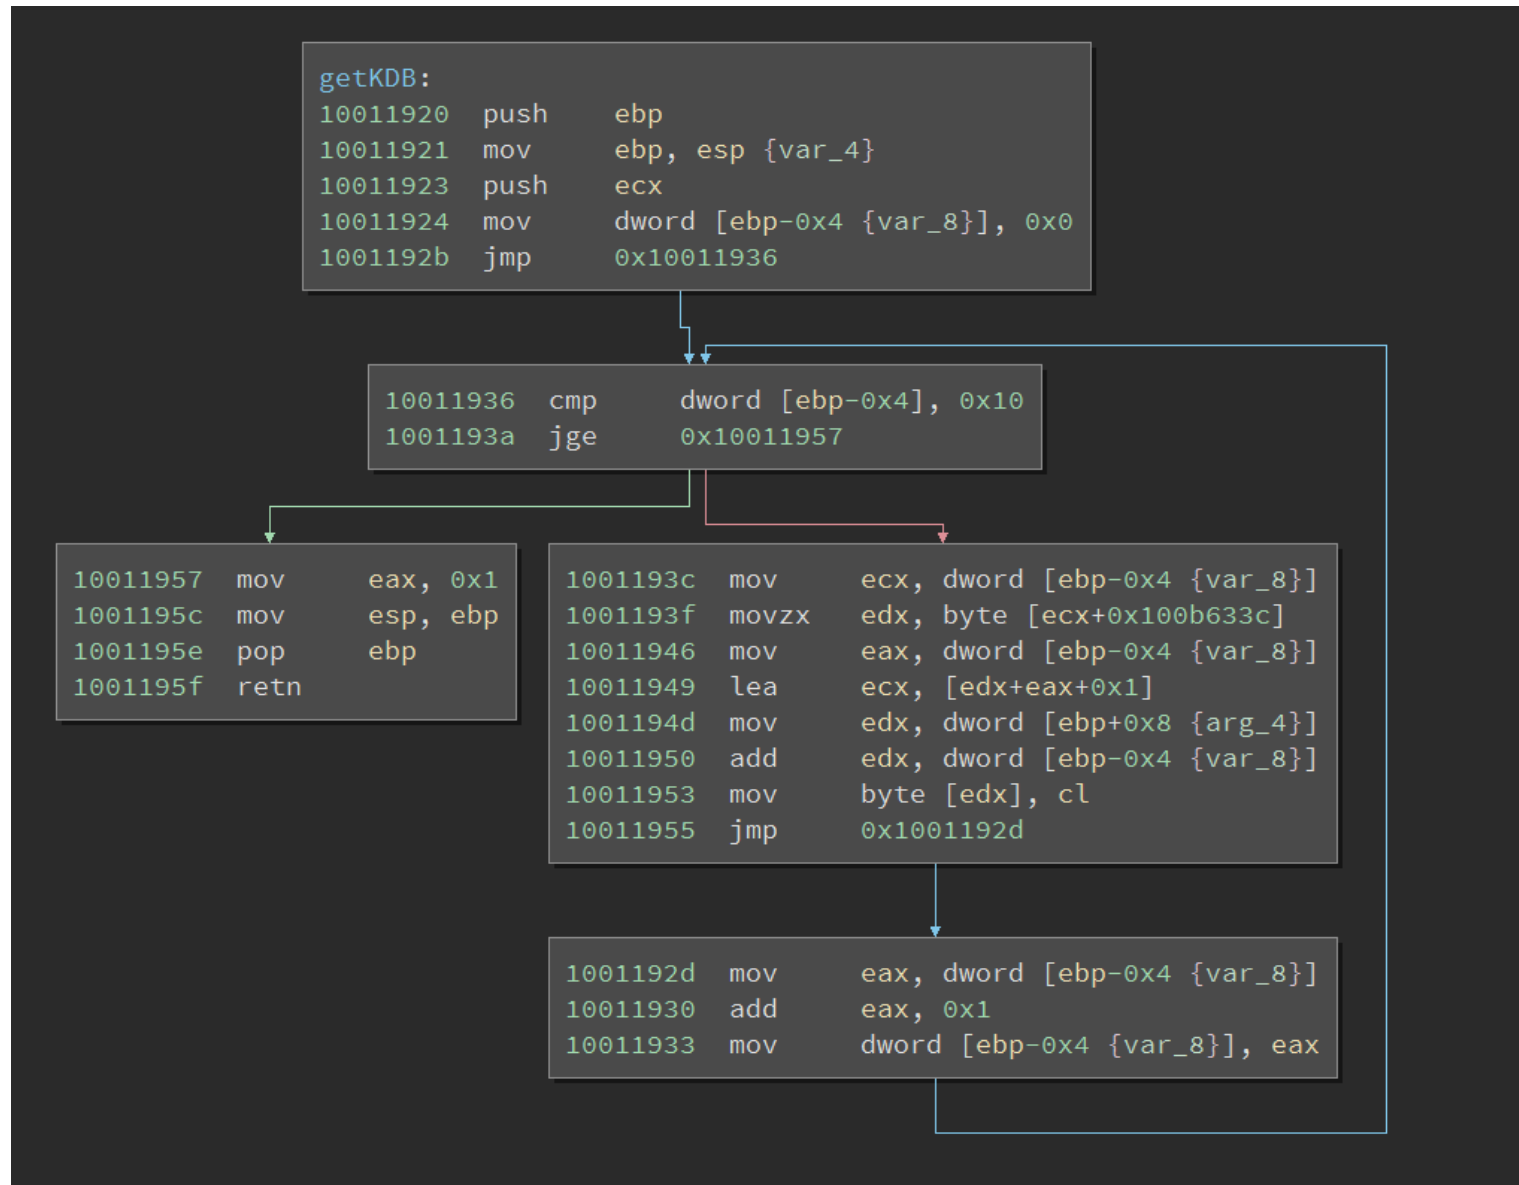 getKDB:
10011920 push ebp
10011921 mov ebp, esp {var_4}
10011923 push ecx
10011924 mov dword [ebp-0x4 {var_8}], 0x0
1001192b jmp 0x10011936
10011936 cmp dword [ebp-0x4], 0x10
1001193a jge 0x10011957
10011957 mov eax, 0x1
1001195c mov esp, ebp
1001195e pop ebp
1001195f retn
1001193c mov ecx, dword [ebp-0x4 {var_8}]
1001193f movzx edx, byte [ecx+0x100b633c]
10011946 mov eax, dword [ebp-0x4 {var_8}]
10011949 lea ecx, [edx+eax+0x1]
1001194d mov edx, dword [ebp+0x8 {arg_4}]
10011950 add edx, dword [ebp-0x4 {var_8}]
10011953 mov byte [edx], cl
10011955 jmp 0x1001192d
1001192d mov eax, dword [ebp-0x4 {var_8}]
10011930 add eax, 0x1
10011933 mov dword [ebp-0x4 {var_8}], eax